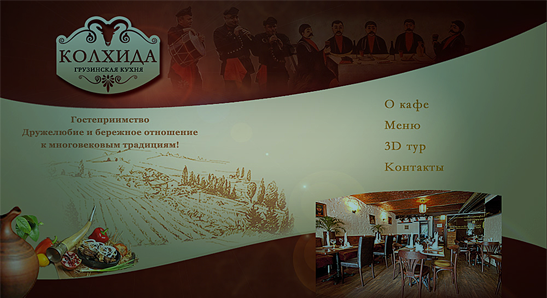 КОЛХИДА
ГРУЗИНСКАЯ КУХНЯ
Гостеприимство
Дружелюбие и бережное отношение
к многовековым традициям!
О кафе
Меню
3D тур
Контакты